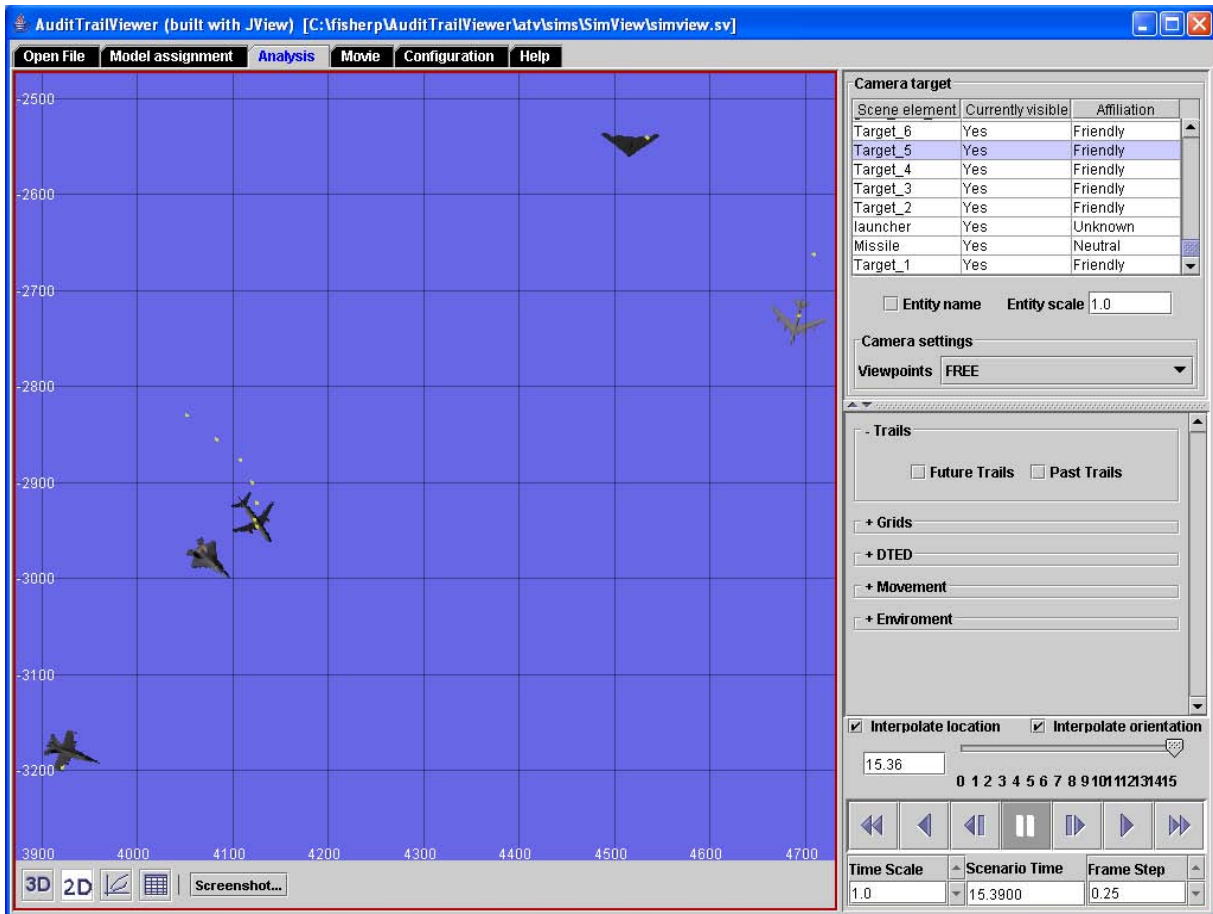 AuditTrailViewer (built with JView) [C:\fisherp\AuditTrailViewer\atv\sims\SimView\simview.sv]
Open File Model assignment Analysis Movie Configuration Help
-2500
-2600
-2700
-2800
-2900
-3000
-3100
-3200
3900 4000 4100 4200 4300 4400 4500 4600 4700
3D 2D Screenshot...
Camera target
Scene element Currently visible Affiliation
Target_6 Yes Friendly
Target_5 Yes Friendly
Target_4 Yes Friendly
Target_3 Yes Friendly
Target_2 Yes Friendly
launcher Yes Unknown
Missile Yes Neutral
Target_1 Yes Friendly
Entity name Entity scale 1.0
Camera settings
Viewpoints FREE
- Trails
Future Trails Past Trails
+ Grids
+ DTED
+ Movement
+ Enviroment
Interpolate location Interpolate orientation
15.36
0 1 2 3 4 5 6 7 8 9 10 11 12 13 14 15
Time Scale Scenario Time Frame Step
1.0 15.3900 0.25